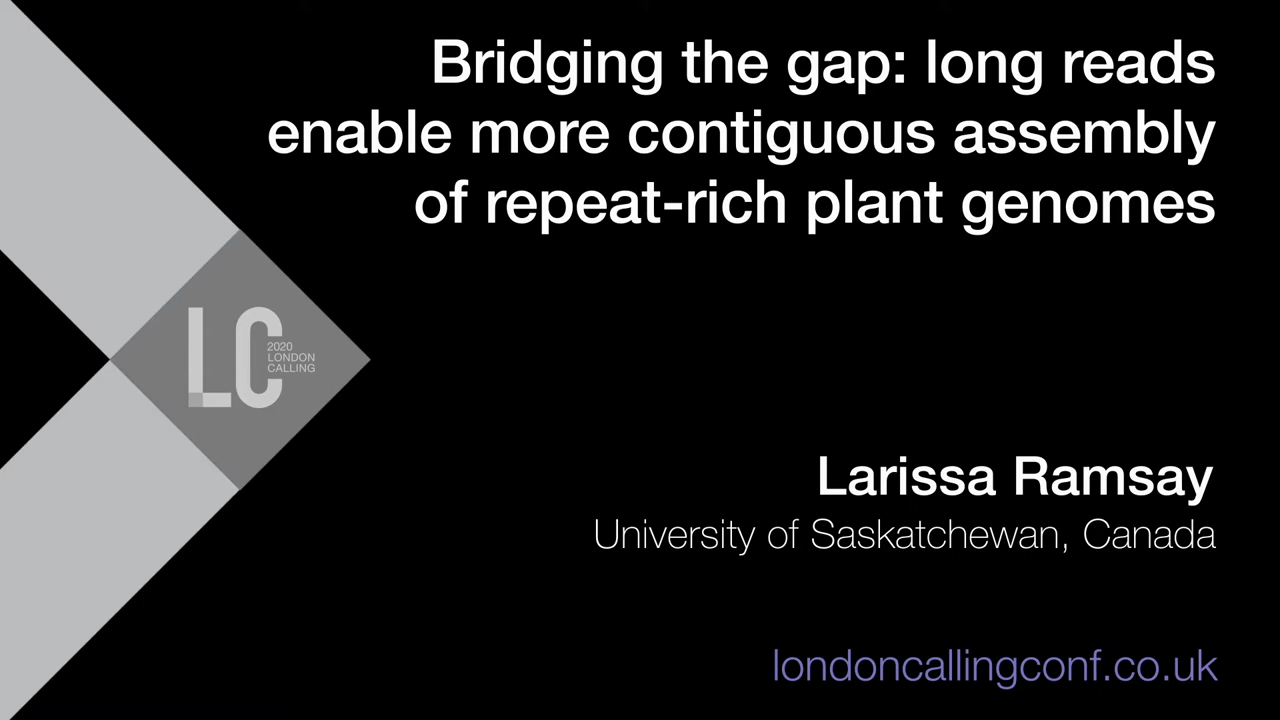 Bridging the gap: long reads
enable more contiguous assembly
of repeat-rich plant genomes
LC
2020
LONDON
CALLING
Larissa Ramsay
University of Saskatchewan, Canada
londoncallingconf.co.uk